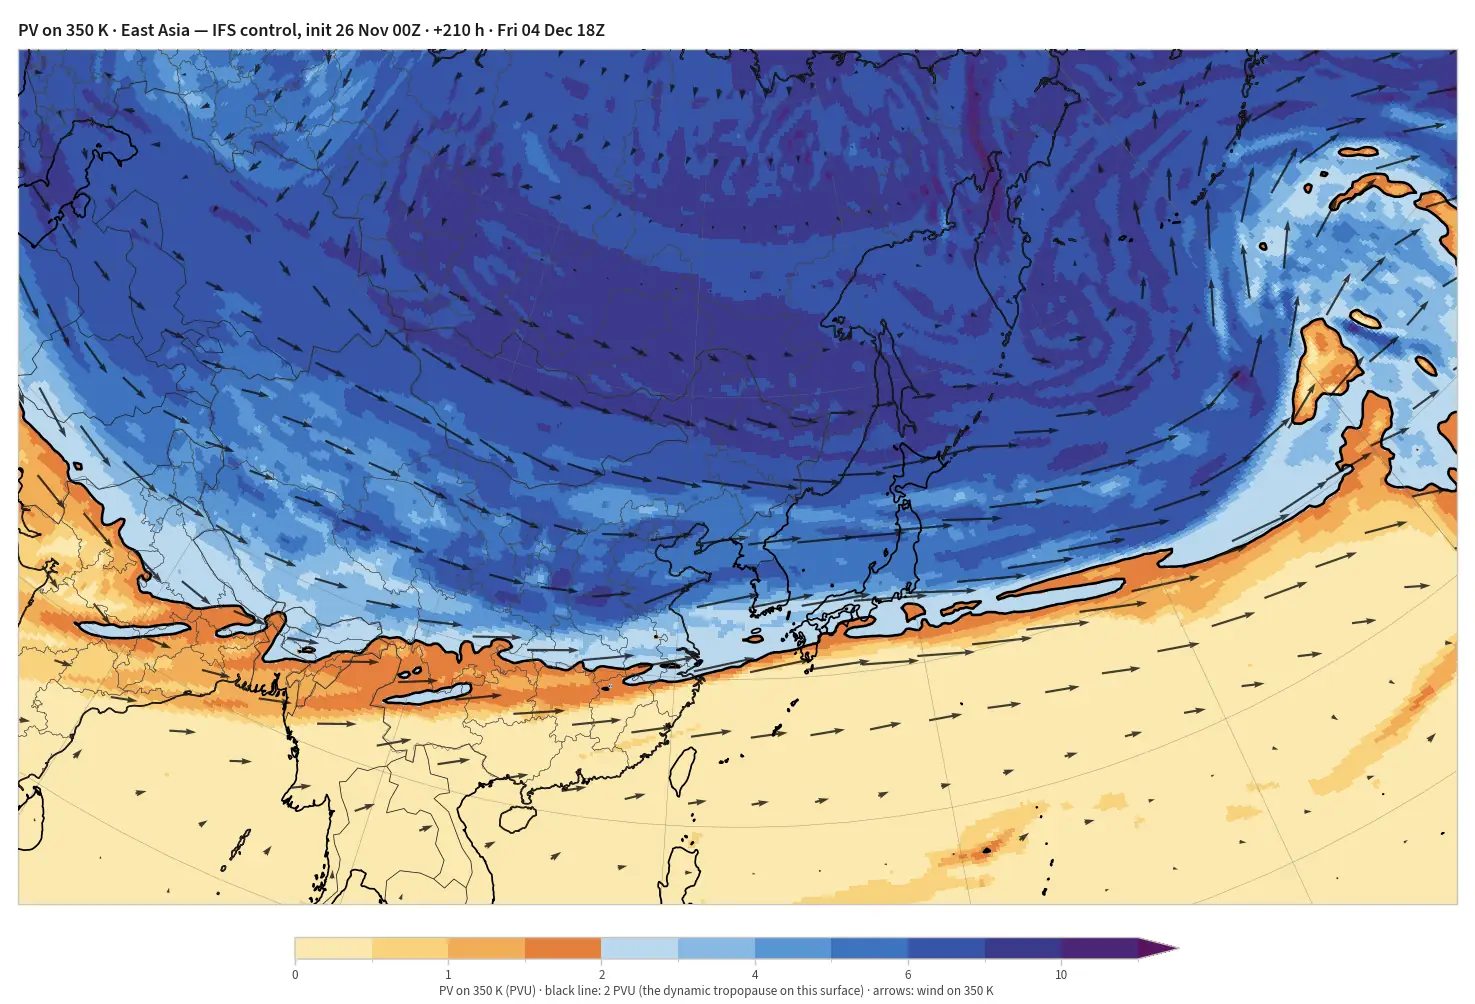 PV on 350 K · East Asia — IFS control, init 26 Nov 00Z · +210 h · Fri 04 Dec 18Z
0 1 2 4 6 10
PV on 350 K (PVU) · black line: 2 PVU (the dynamic tropopause on this surface) · arrows: wind on 350 K